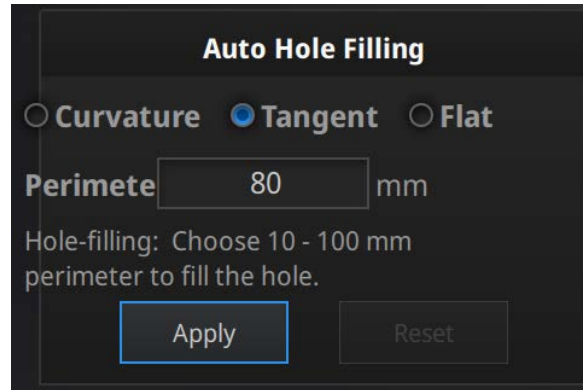 Auto Hole Filling
Curvature Tangent Flat
Perimete 80 mm
Hole-filling: Choose 10 - 100 mm
perimeter to fill the hole.
Apply Reset